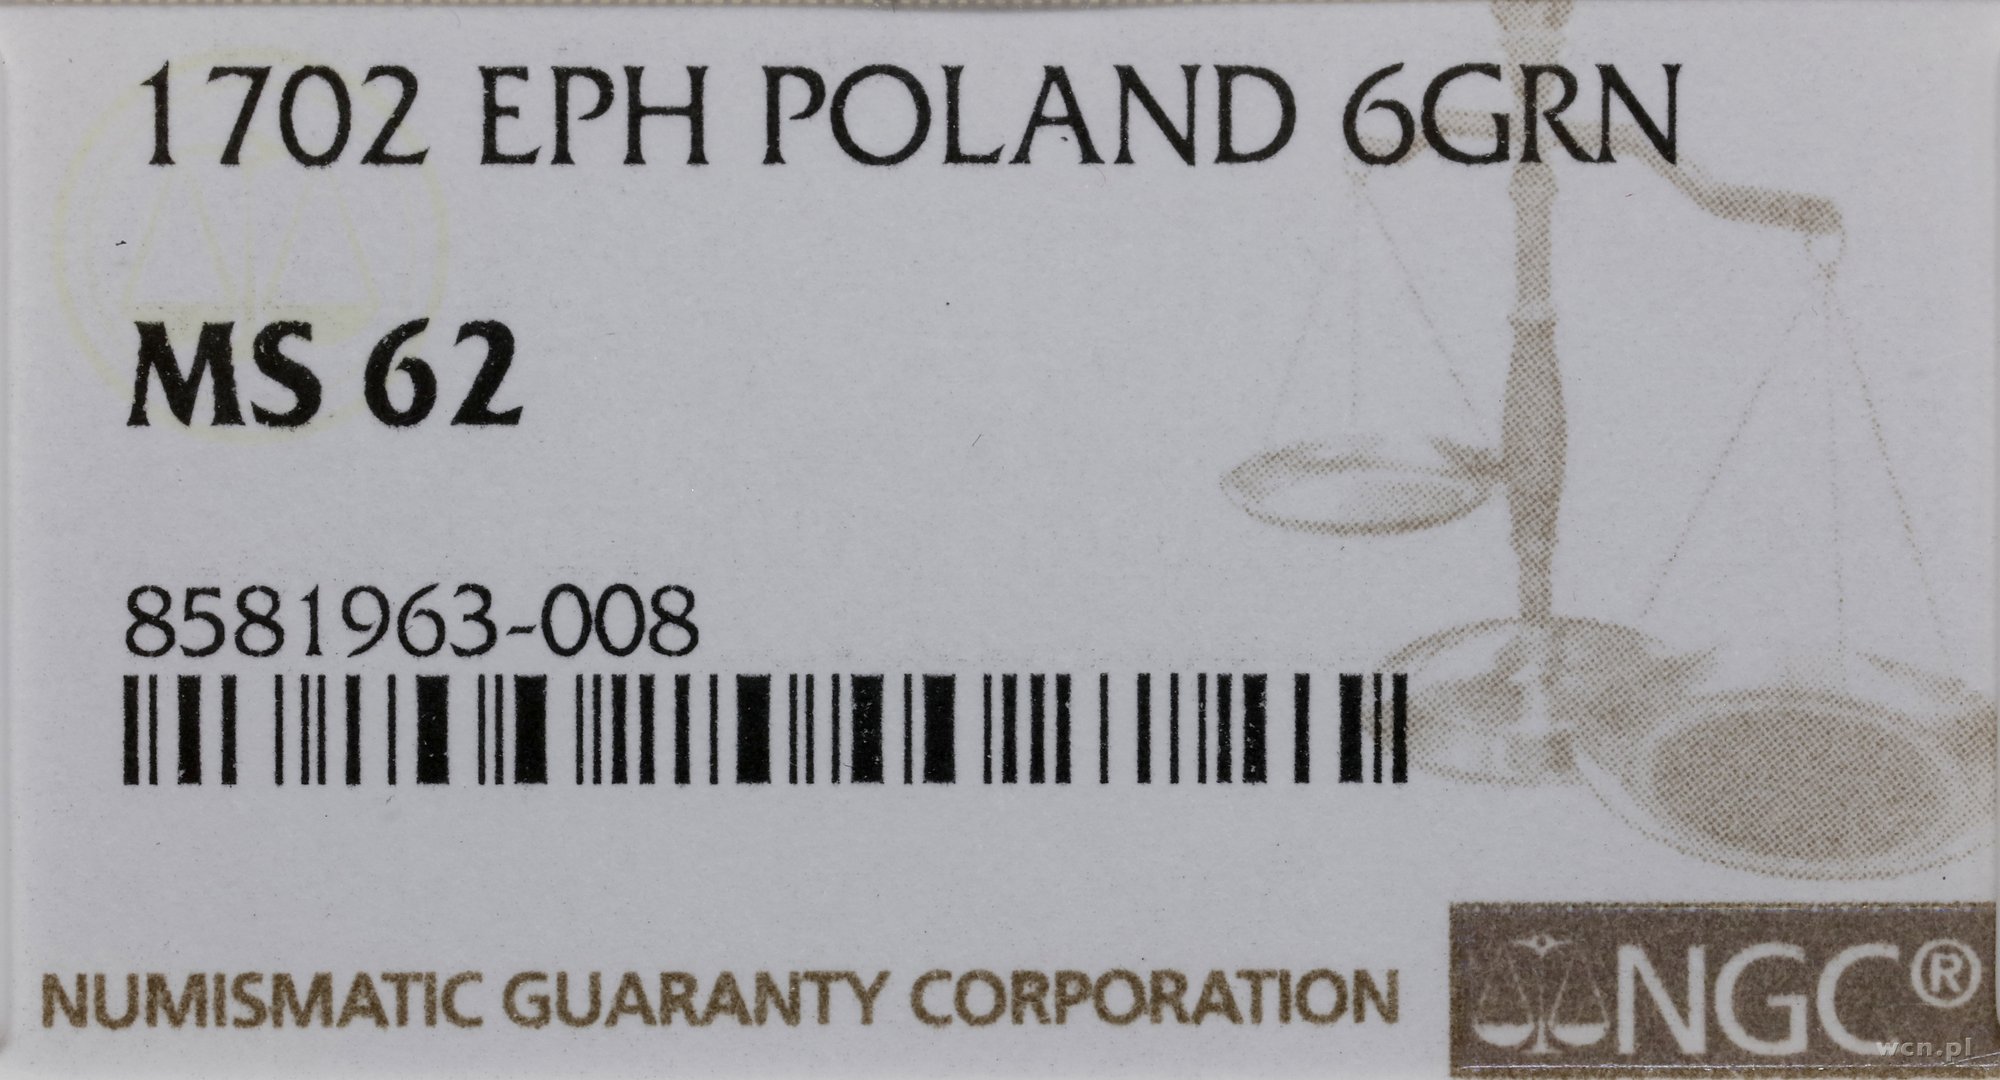 1702 EPH POLAND 6GRN
MS 62
8581963-008
NUMISMATIC GUARANTY CORPORATION
NGC®
wcn.pl